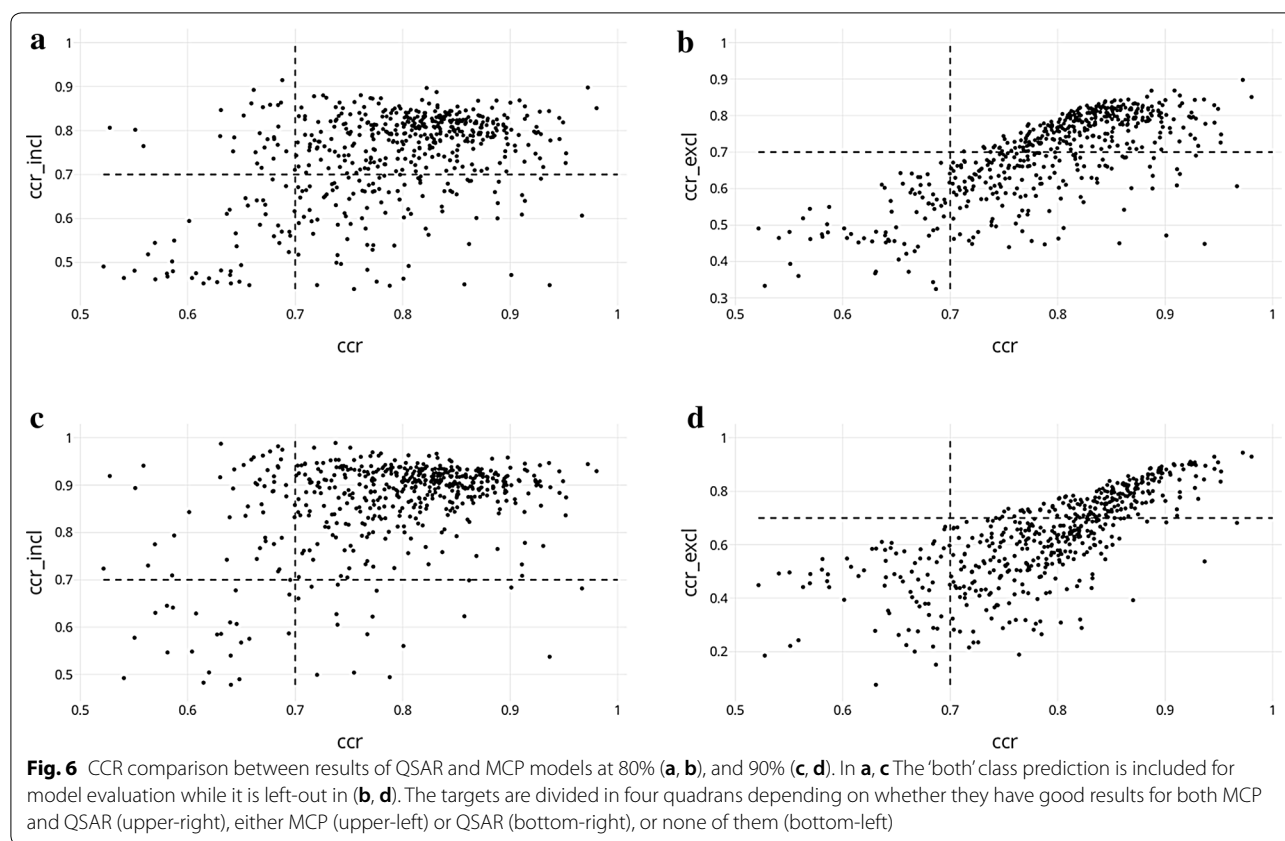 a
1
0.9
0.8
0.7
0.6
0.5
ccr_incl
0.5 0.6 0.7 0.8 0.9 1
ccr
b
1
0.9
0.8
0.7
0.6
0.5
0.4
0.3
ccr_excl
0.5 0.6 0.7 0.8 0.9 1
ccr
c
1
0.9
0.8
0.7
0.6
0.5
ccr_incl
0.5 0.6 0.7 0.8 0.9 1
ccr
d
1
0.8
0.6
0.4
0.2
ccr_excl
0.5 0.6 0.7 0.8 0.9 1
ccr
Fig. 6 CCR comparison between results of QSAR and MCP models at 80% (a, b), and 90% (c, d). In a, c The ‘both’ class prediction is included for
model evaluation while it is left-out in (b, d). The targets are divided in four quadrans depending on whether they have good results for both MCP
and QSAR (upper-right), either MCP (upper-left) or QSAR (bottom-right), or none of them (bottom-left)